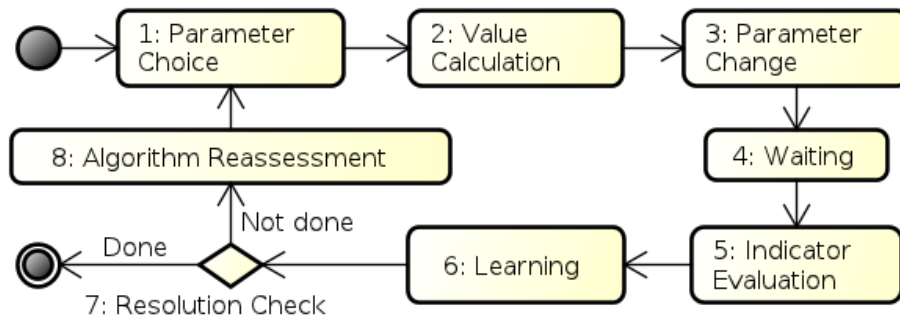 1: Parameter
Choice
2: Value
Calculation
3: Parameter
Change
4: Waiting
5: Indicator
Evaluation
6: Learning
7: Resolution Check
Done
Not done
8: Algorithm Reassessment